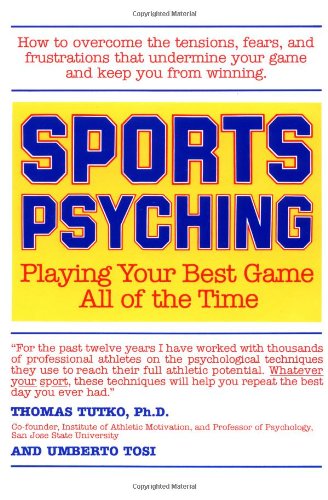 Copyrighted Material
How to overcome the tensions, fears, and
frustrations that undermine your game
and keep you from winning.
SPORTS
PSYCHING
Playing Your Best Game
All of the Time
"For the past twelve years I have worked with thousands
of professional athletes on the psychological techniques
they use to reach their full athletic potential. Whatever
your sport, these techniques will help you repeat the best
day you ever had."
THOMAS TUTKO, Ph.D.
Co-founder, Institute of Athletic Motivation, and Professor of Psychology,
San Jose State University
AND UMBERTO TOSI
Copyrighted Material